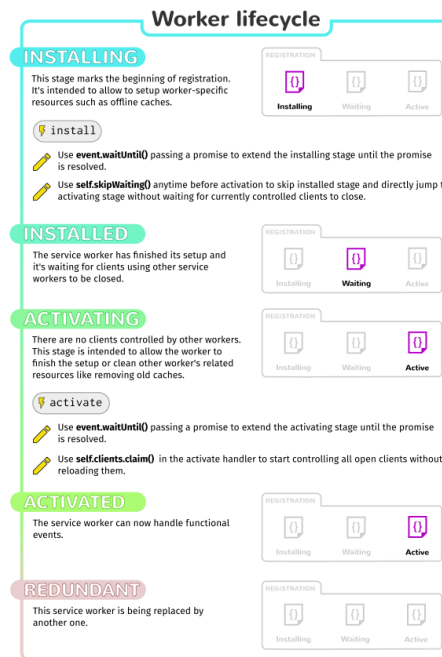 Worker lifecycle
INSTALLING
This stage marks the beginning of registration.
It's intended to allow to setup worker-specific
resources such as offline caches.
REGISTRATION
{}
{}
{}
Installing
Waiting
Active
install
Use event.waitUntil() passing a promise to extend the installing stage until the promise
is resolved.
Use self.skipWaiting() anytime before activation to skip installed stage and directly jump t
activating stage without waiting for currently controlled clients to close.
INSTALLED
The service worker has finished its setup and
it's waiting for clients using other service
workers to be closed.
REGISTRATION
{}
{}
{}
Installing
Waiting
Active
ACTIVATING
There are no clients controlled by other workers.
This stage is intended to allow the worker to
finish the setup or clean other worker's related
resources like removing old caches.
REGISTRATION
{}
{}
{}
Installing
Waiting
Active
activate
Use event.waitUntil() passing a promise to extend the activating stage until the promise
is resolved.
Use self.clients.claim() in the activate handler to start controlling all open clients without
reloading them.
ACTIVATED
The service worker can now handle functional
events.
REGISTRATION
{}
{}
{}
Installing
Waiting
Active
REDUNDANT
This service worker is being replaced by
another one.
REGISTRATION
{}
{}
{}
Installing
Waiting
Active